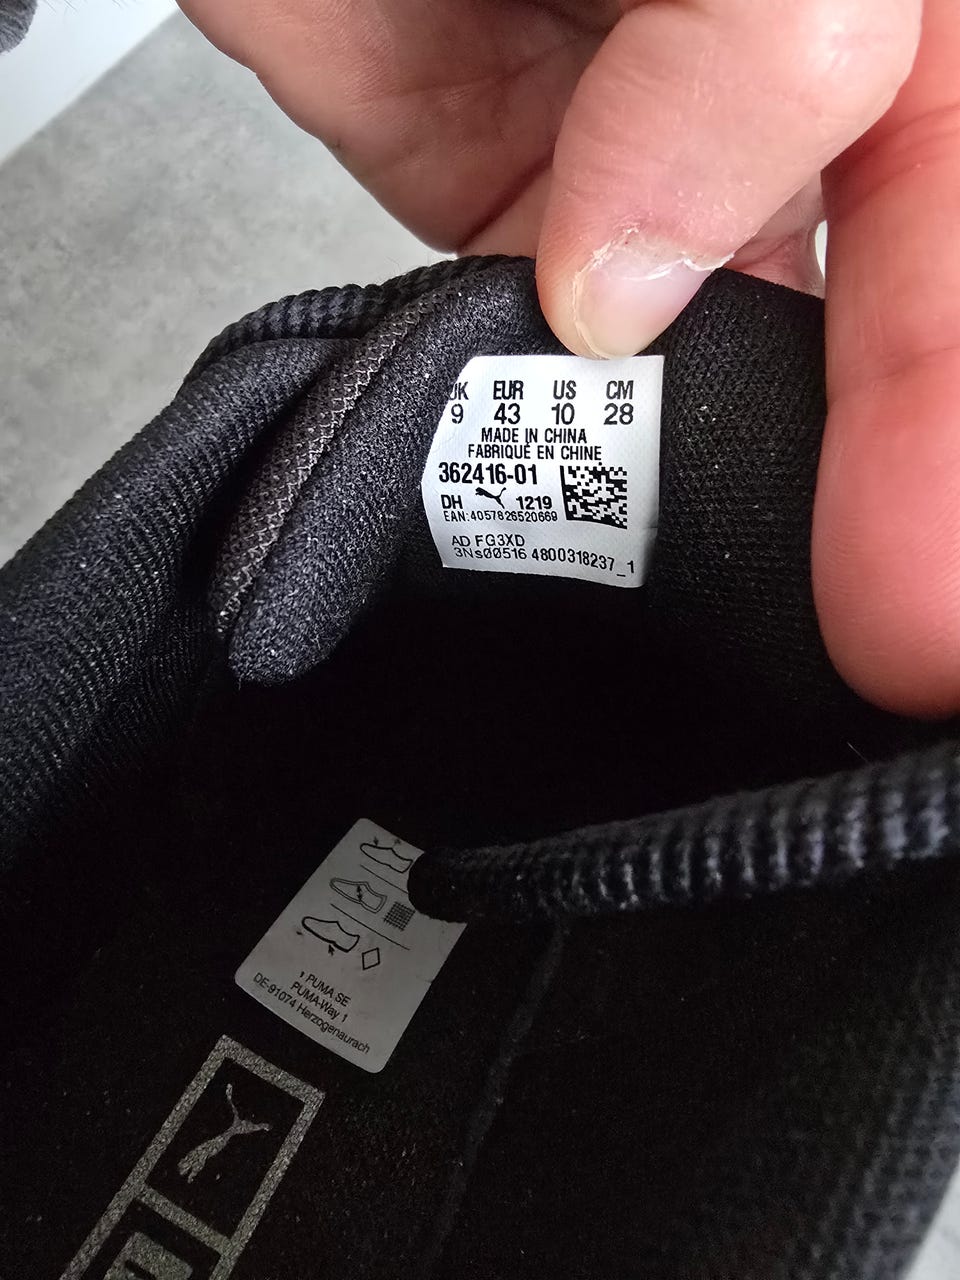 UK EUR US CM
9 43 10 28
MADE IN CHINA
FABRIQUÉ EN CHINE
362416-01
DH 1219
EAN:4057826520669
AD FG3XD
3Ns00516 4800318237_1
PUMA SE
PUMA-Way 1
DE-91074 Herzogenaurach